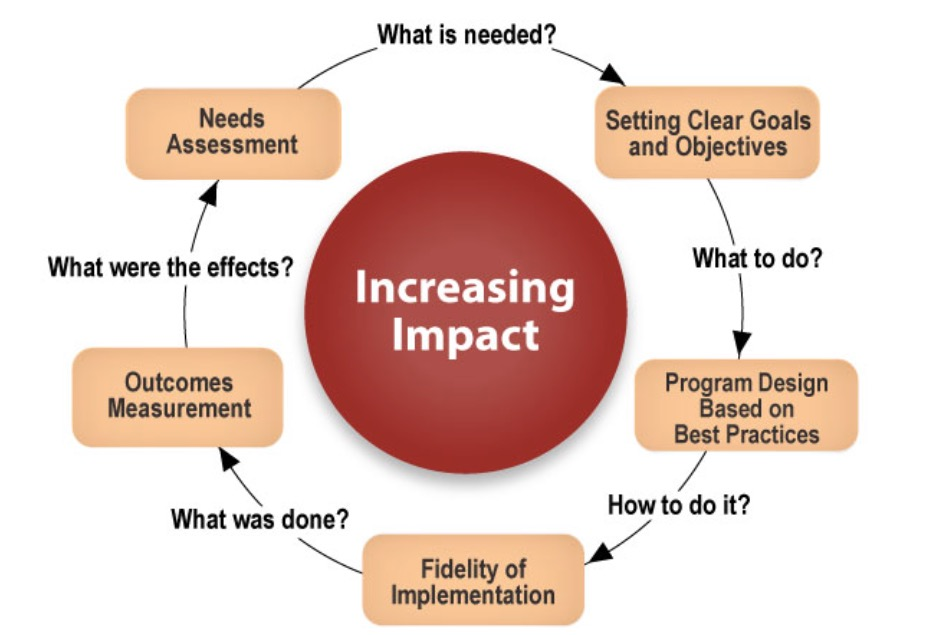 What is needed?
Needs
Assessment
Setting Clear Goals
and Objectives
What to do?
What were the effects?
Increasing
Impact
Outcomes
Measurement
Program Design
Based on
Best Practices
How to do it?
What was done?
Fidelity of
Implementation